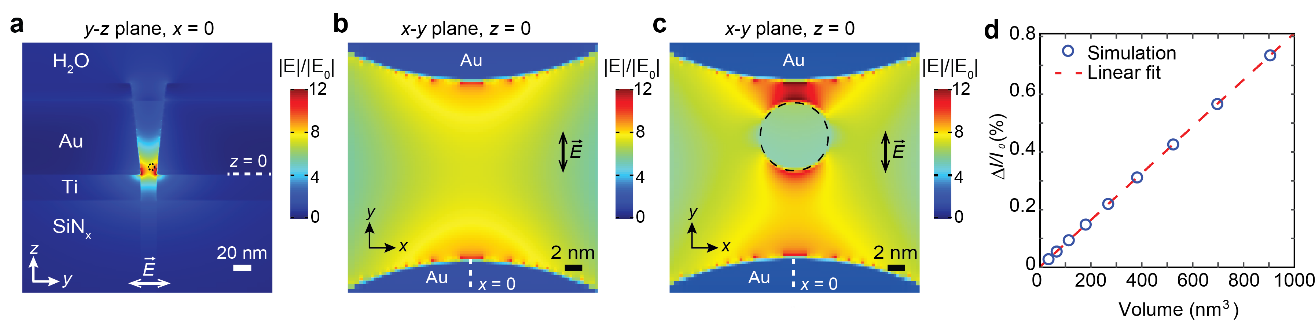 a
y-z plane, x = 0
H₂O
Au
Ti
SiNₓ
z = 0
z
y
E⃗
20 nm
|E|/|E₀|
12
8
4
0
b
x-y plane, z = 0
Au
E⃗
y
x
2 nm
Au
x = 0
|E|/|E₀|
12
8
4
0
c
x-y plane, z = 0
Au
E⃗
y
x
2 nm
Au
x = 0
|E|/|E₀|
12
8
4
0
d
Simulation
Linear fit
ΔI/I₀(%)
0.8
0.6
0.4
0.2
0
0 200 400 600 800 1000
Volume (nm³)